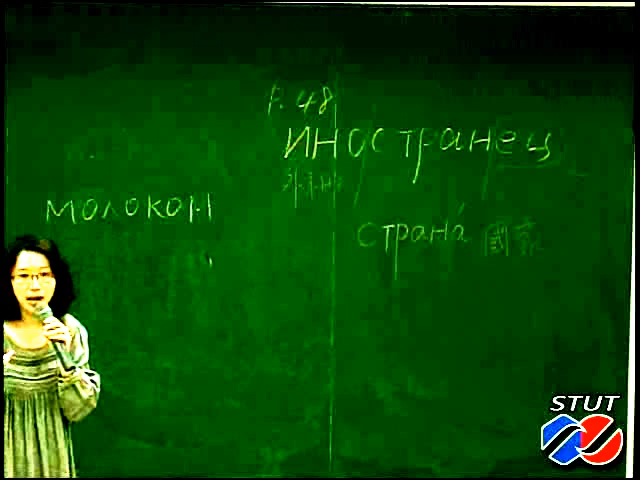 P. 48
иностранец
молоком
страна́ 國家
STUT